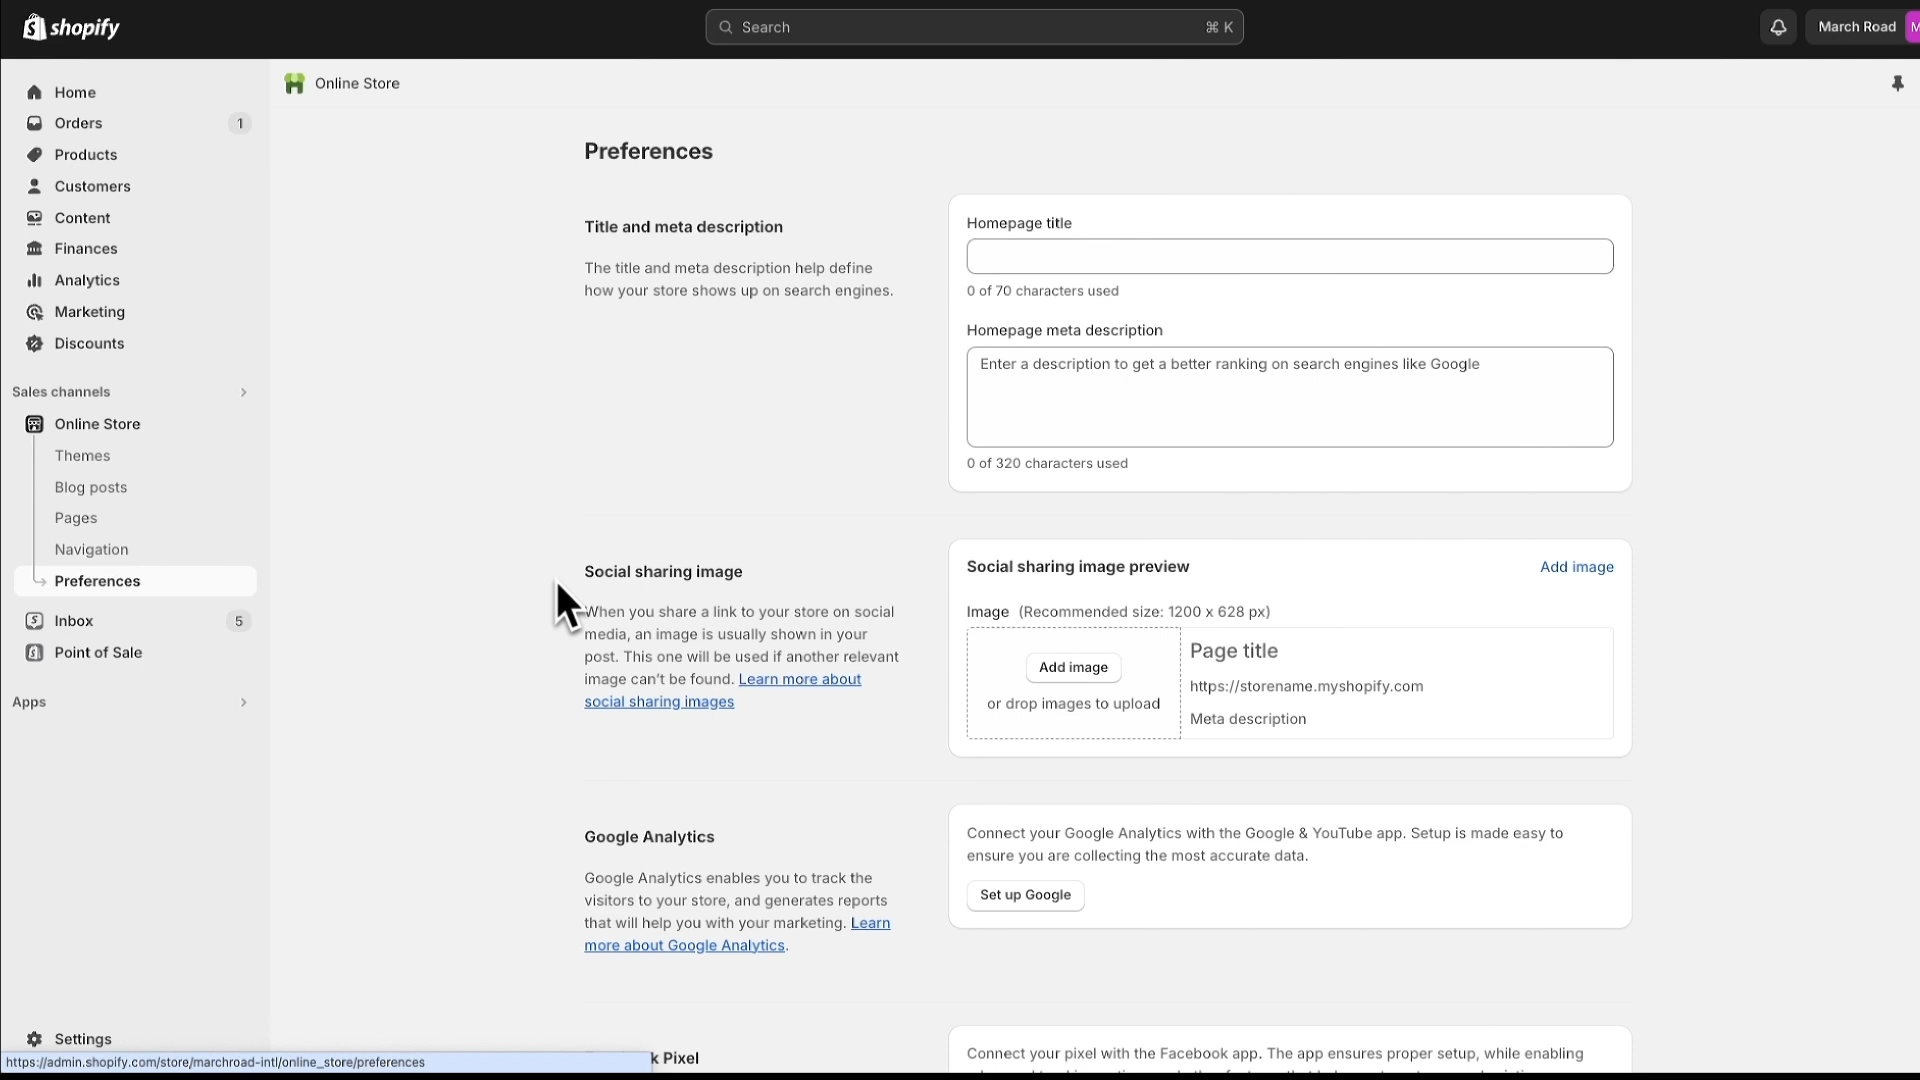 shopify
Search
⌘ K
March Road
M
Home
Orders
1
Products
Customers
Content
Finances
Analytics
Marketing
Discounts
Sales channels
Online Store
Themes
Blog posts
Pages
Navigation
Preferences
Inbox
5
Point of Sale
Apps
Settings
https://admin.shopify.com/store/marchroad-intl/online_store/preferences
Online Store
Preferences
Title and meta description
The title and meta description help define
how your store shows up on search engines.
Homepage title
0 of 70 characters used
Homepage meta description
Enter a description to get a better ranking on search engines like Google
0 of 320 characters used
Social sharing image
When you share a link to your store on social
media, an image is usually shown in your
post. This one will be used if another relevant
image can't be found. Learn more about
social sharing images
Social sharing image preview
Add image
Image (Recommended size: 1200 x 628 px)
Add image
or drop images to upload
Page title
https://storename.myshopify.com
Meta description
Google Analytics
Google Analytics enables you to track the
visitors to your store, and generates reports
that will help you with your marketing. Learn
more about Google Analytics.
Connect your Google Analytics with the Google & YouTube app. Setup is made easy to
ensure you are collecting the most accurate data.
Set up Google
k Pixel
Connect your pixel with the Facebook app. The app ensures proper setup, while enabling